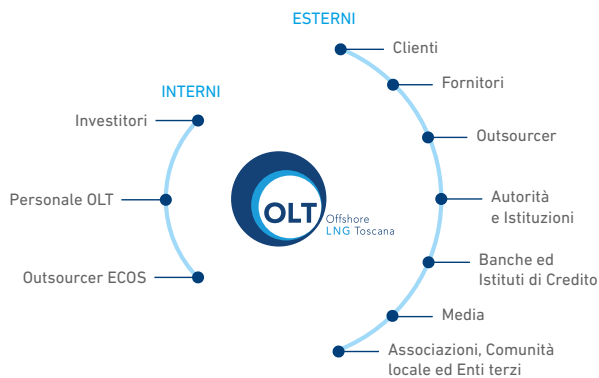 ESTERNI
Clienti
Fornitori
Outsourcer
Autorità
e Istituzioni
Banche ed
Istituti di Credito
Media
Associazioni, Comunità
locale ed Enti terzi
INTERNI
Investitori
Personale OLT
Outsourcer ECOS
OLT
Offshore
LNG Toscana